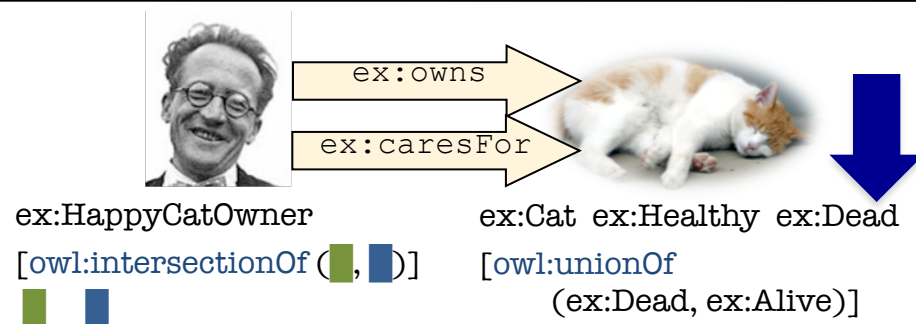 ex:owns
ex:caresFor
ex:HappyCatOwner
ex:Cat ex:Healthy ex:Dead
[owl:intersectionOf ( , )]
[owl:unionOf
(ex:Dead, ex:Alive)]